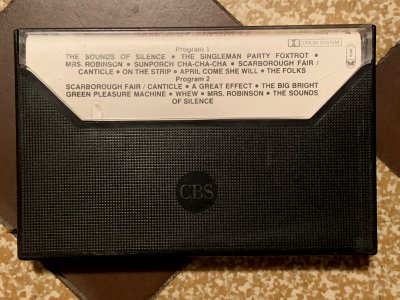 Program 1
DOLBY SYSTEM
THE SOUNDS OF SILENCE • THE SINGLEMAN PARTY FOXTROT •
MRS. ROBINSON • SUNPORCH CHA-CHA-CHA • SCARBOROUGH FAIR /
CANTICLE • ON THE STRIP • APRIL COME SHE WILL • THE FOLKS
Program 2
SCARBOROUGH FAIR / CANTICLE • A GREAT EFFECT • THE BIG BRIGHT
GREEN PLEASURE MACHINE • WHEW • MRS. ROBINSON • THE SOUNDS
OF SILENCE
CBS